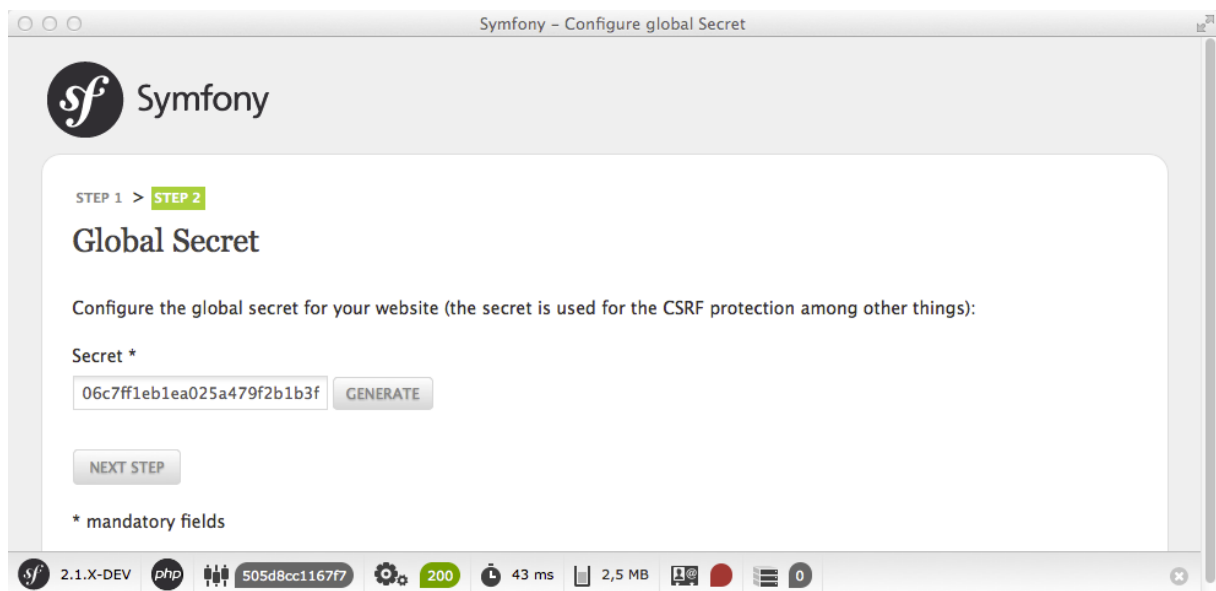 Symfony – Configure global Secret
sf Symfony
STEP 1 > STEP 2
Global Secret
Configure the global secret for your website (the secret is used for the CSRF protection among other things):
Secret *
06c7ff1eb1ea025a479f2b1b3f GENERATE
NEXT STEP
* mandatory fields
sf 2.1.X-DEV php 505d8cc1167f7 200 43 ms 2,5 MB 0